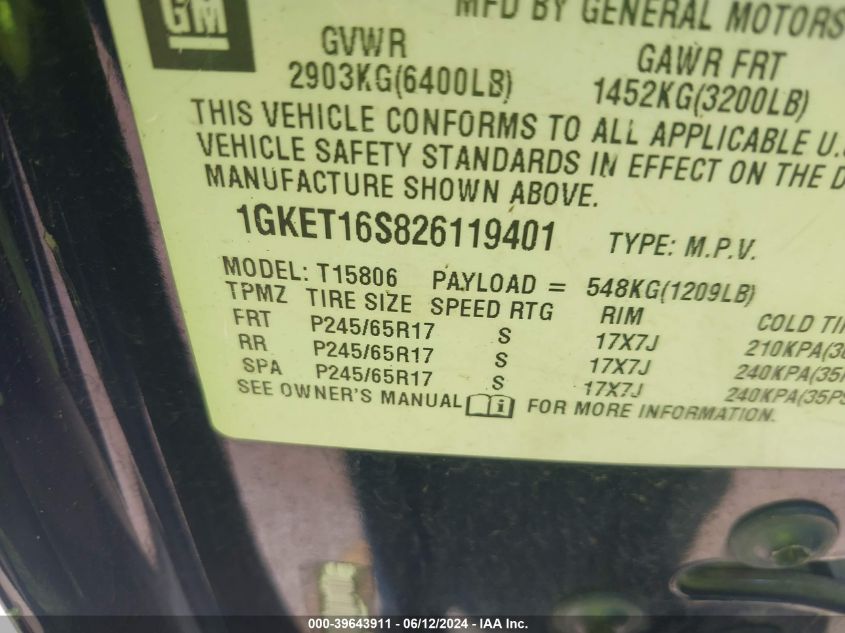 GM
MFD BY GENERAL MOTORS
GVWR GAWR FRT
2903KG(6400LB) 1452KG(3200LB)
THIS VEHICLE CONFORMS TO ALL APPLICABLE U.
VEHICLE SAFETY STANDARDS IN EFFECT ON THE D
MANUFACTURE SHOWN ABOVE.
1GKET16S826119401 TYPE: M.P.V.
MODEL: T15806 PAYLOAD = 548KG(1209LB)
TPMZ TIRE SIZE SPEED RTG RIM COLD TI
FRT P245/65R17 S 17X7J 210KPA(30
RR P245/65R17 S 17X7J 240KPA(35
SPA P245/65R17 S 17X7J 240KPA(35PS
SEE OWNER'S MANUAL FOR MORE INFORMATION.
000-39643911 - 06/12/2024 - IAA Inc.